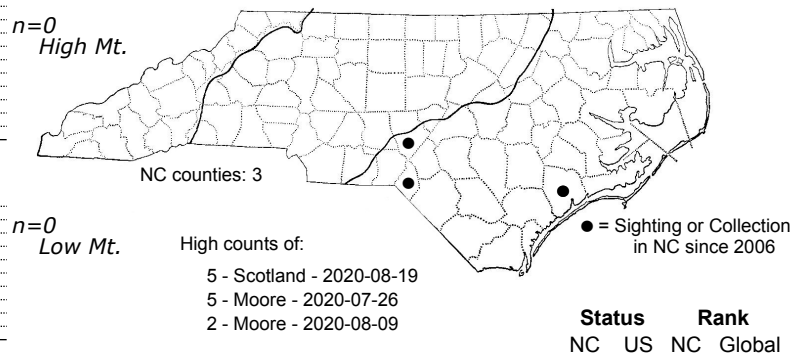 n=0
High Mt.
NC counties: 3
n=0
Low Mt.
High counts of:
5 - Scotland - 2020-08-19
5 - Moore - 2020-07-26
2 - Moore - 2020-08-09
● = Sighting or Collection
in NC since 2006
Status Rank
NC US NC Global